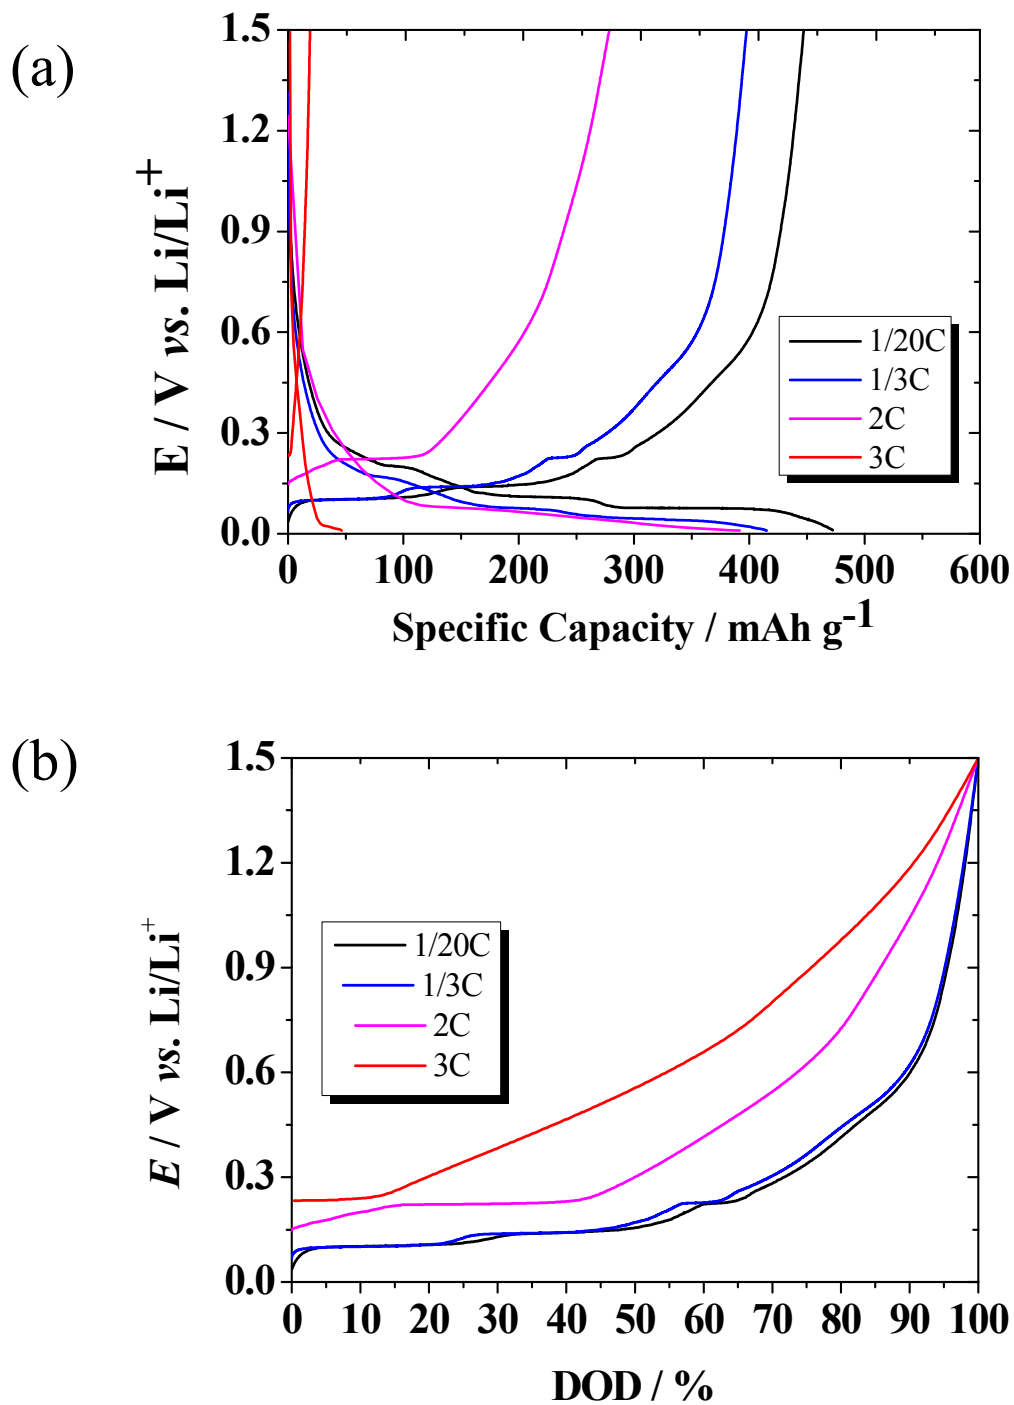 (a)
1.5
1.2
0.9
0.6
0.3
0.0
E / V vs. Li/Li+
1/20C
1/3C
2C
3C
0 100 200 300 400 500 600
Specific Capacity / mAh g-1
(b)
1.5
1.2
0.9
0.6
0.3
0.0
E / V vs. Li/Li+
1/20C
1/3C
2C
3C
0 10 20 30 40 50 60 70 80 90 100
DOD / %